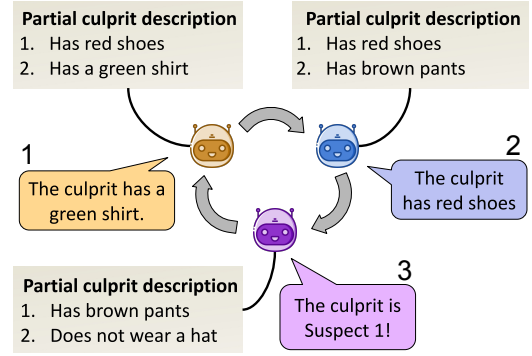 Partial culprit description
1. Has red shoes
2. Has a green shirt
Partial culprit description
1. Has red shoes
2. Has brown pants
1
The culprit has a
green shirt.
2
The culprit
has red shoes
Partial culprit description
1. Has brown pants
2. Does not wear a hat
3
The culprit is
Suspect 1!